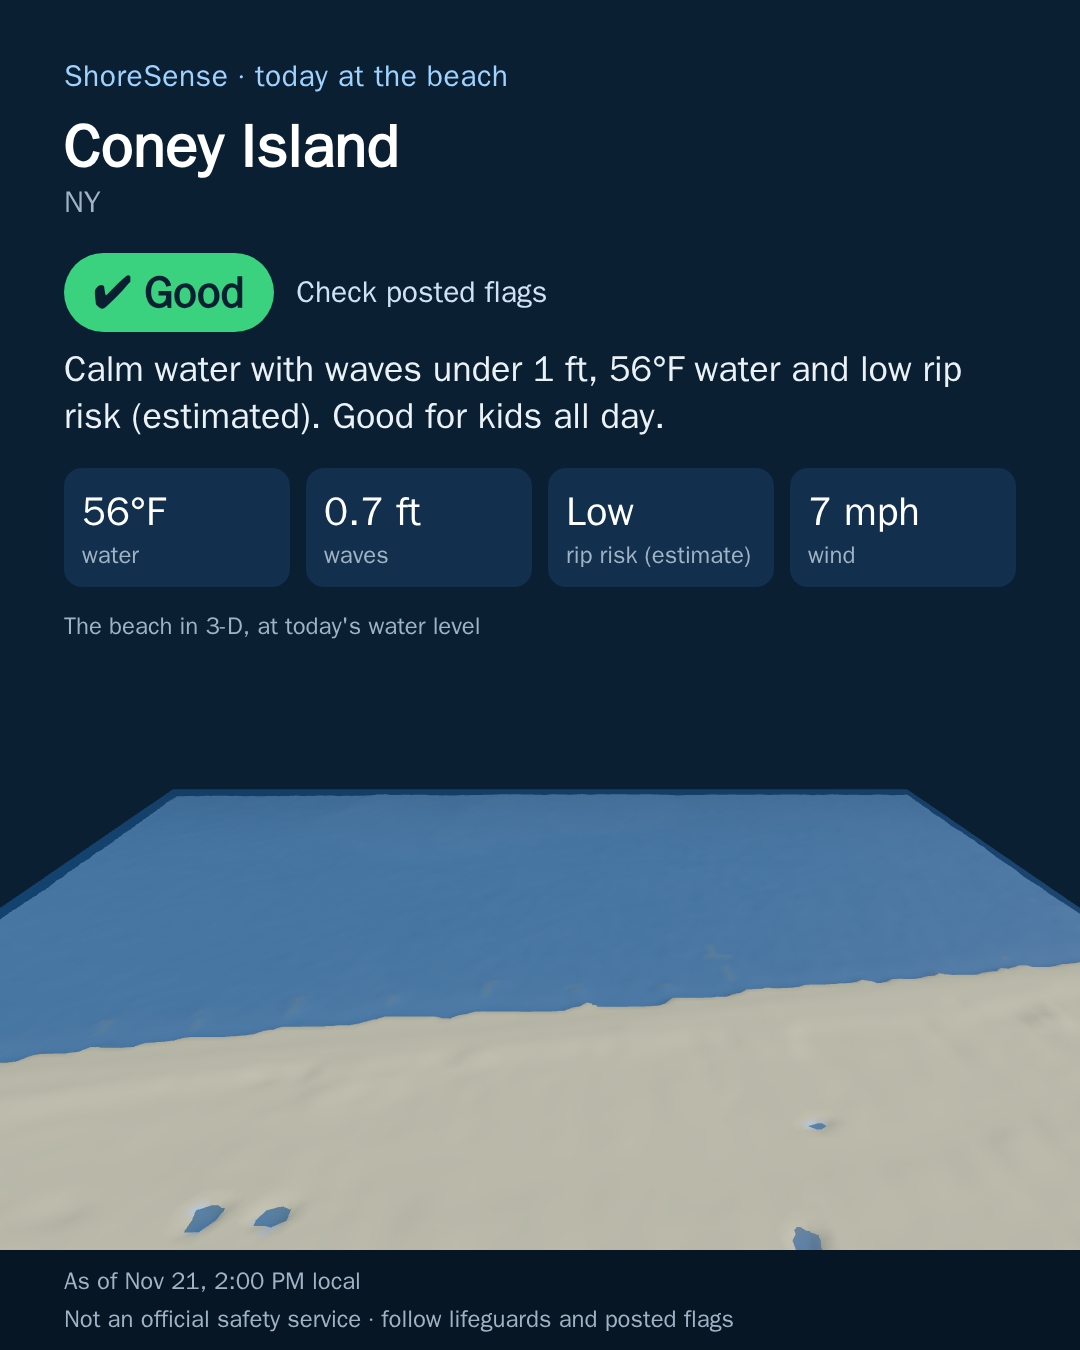 ShoreSense · today at the beach
Coney Island
NY
✔ Good
Check posted flags
Calm water with waves under 1 ft, 56°F water and low rip
risk (estimated). Good for kids all day.
56°F
water
0.7 ft
waves
Low
rip risk (estimate)
7 mph
wind
The beach in 3-D, at today's water level
As of Nov 21, 2:00 PM local
Not an official safety service · follow lifeguards and posted flags